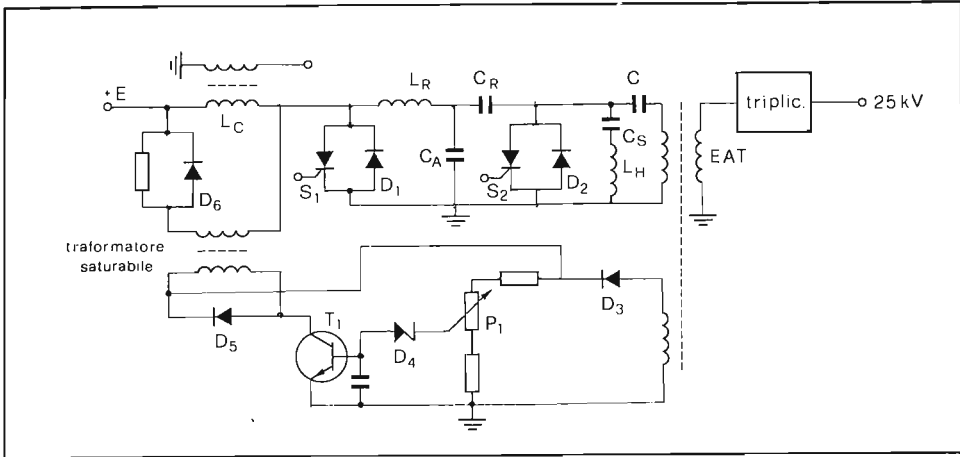 +E
L_C
L_R
C_R
C
C_A
C_S
L_H
S_1
D_1
S_2
D_2
D_6
EAT
triplic.
25kV
traformatore
saturabile
D_5
T_1
D_4
P_1
D_3